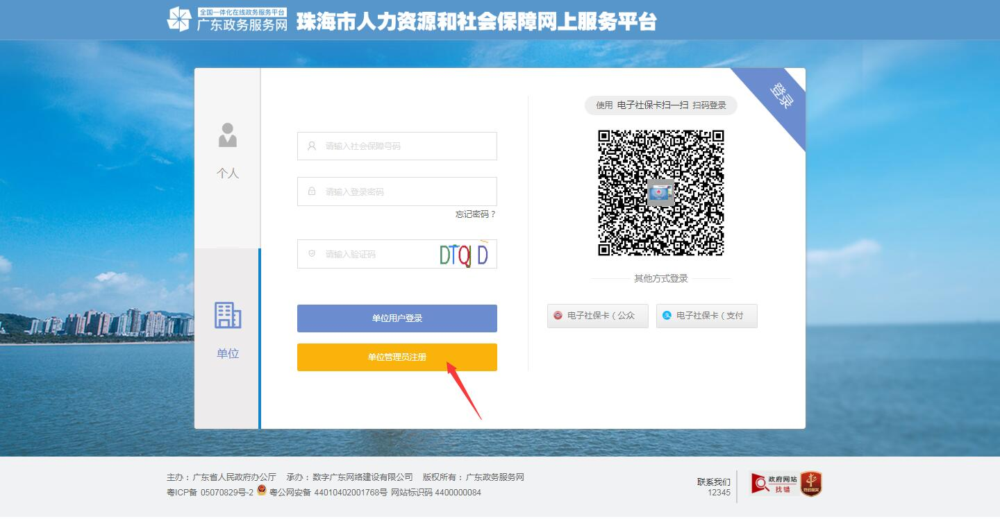 全国一体化在线政务服务平台
广东政务服务网
珠海市人力资源和社会保障网上服务平台
登录
个人
单位
请输入社会保障号码
请输入登录密码
忘记密码？
请输入验证码
DTQJD
单位用户登录
单位管理员注册
使用 电子社保卡扫一扫 扫码登录
其他方式登录
电子社保卡（公众
电子社保卡（支付
主办：广东省人民政府办公厅 承办：数字广东网络建设有限公司 版权所有：广东政务服务网
粤ICP备 05070829号-2 粤公网安备 44010402001768号 网站标识码 4400000084
联系我们
12345
政府网站
找错
党政机关